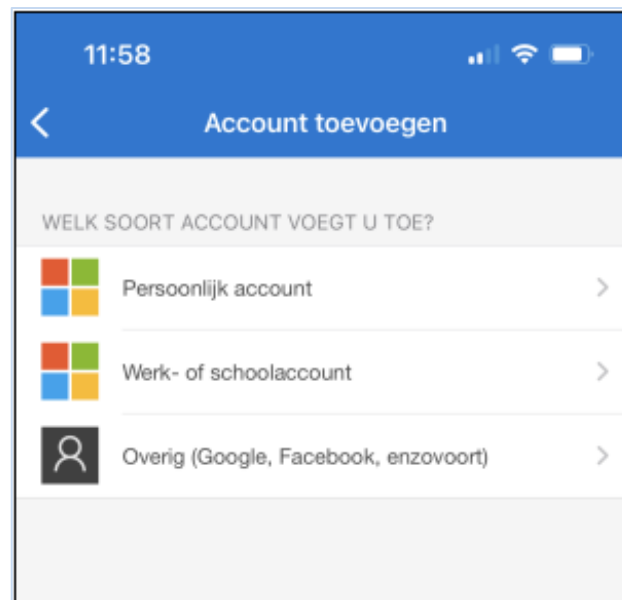 11:58
Account toevoegen
WELK SOORT ACCOUNT VOEGT U TOE?
Persoonlijk account
Werk- of schoolaccount
Overig (Google, Facebook, enzovoort)